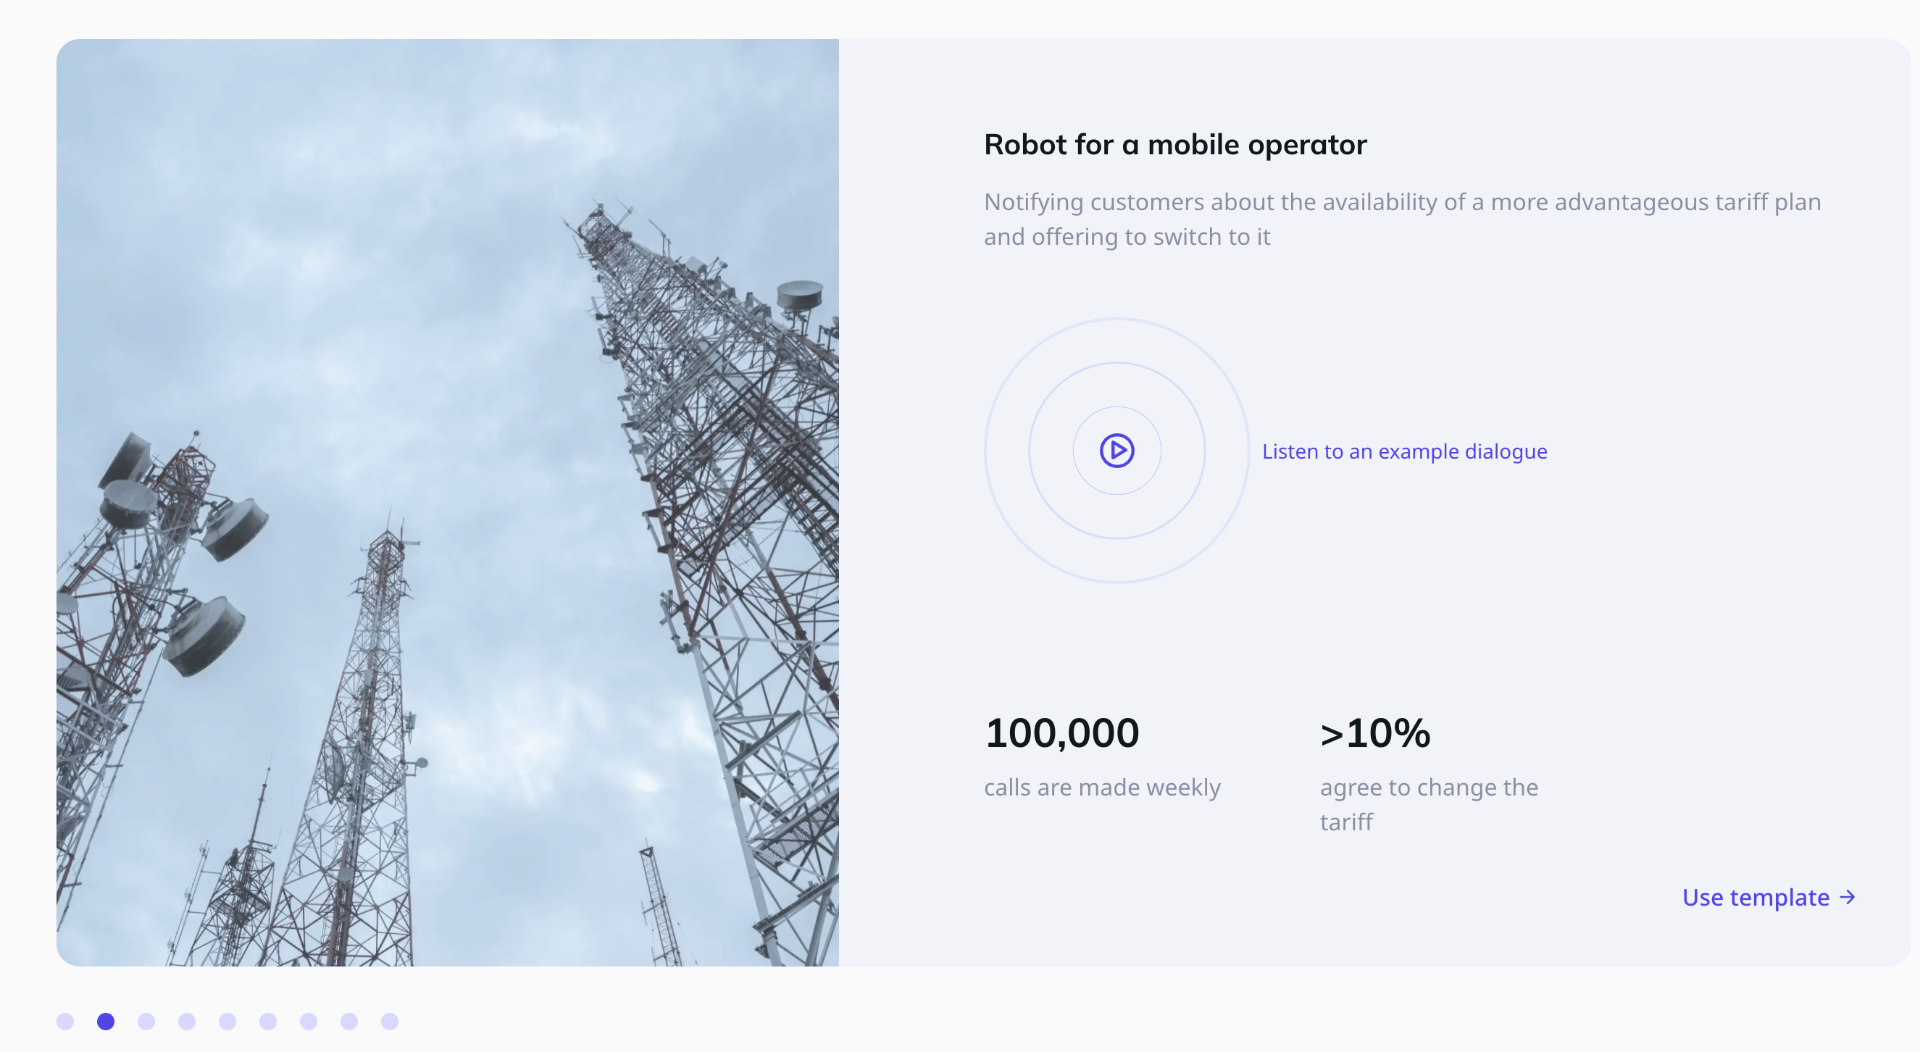 Robot for a mobile operator
Notifying customers about the availability of a more advantageous tariff plan
and offering to switch to it
Listen to an example dialogue
100,000
calls are made weekly
>10%
agree to change the
tariff
Use template →